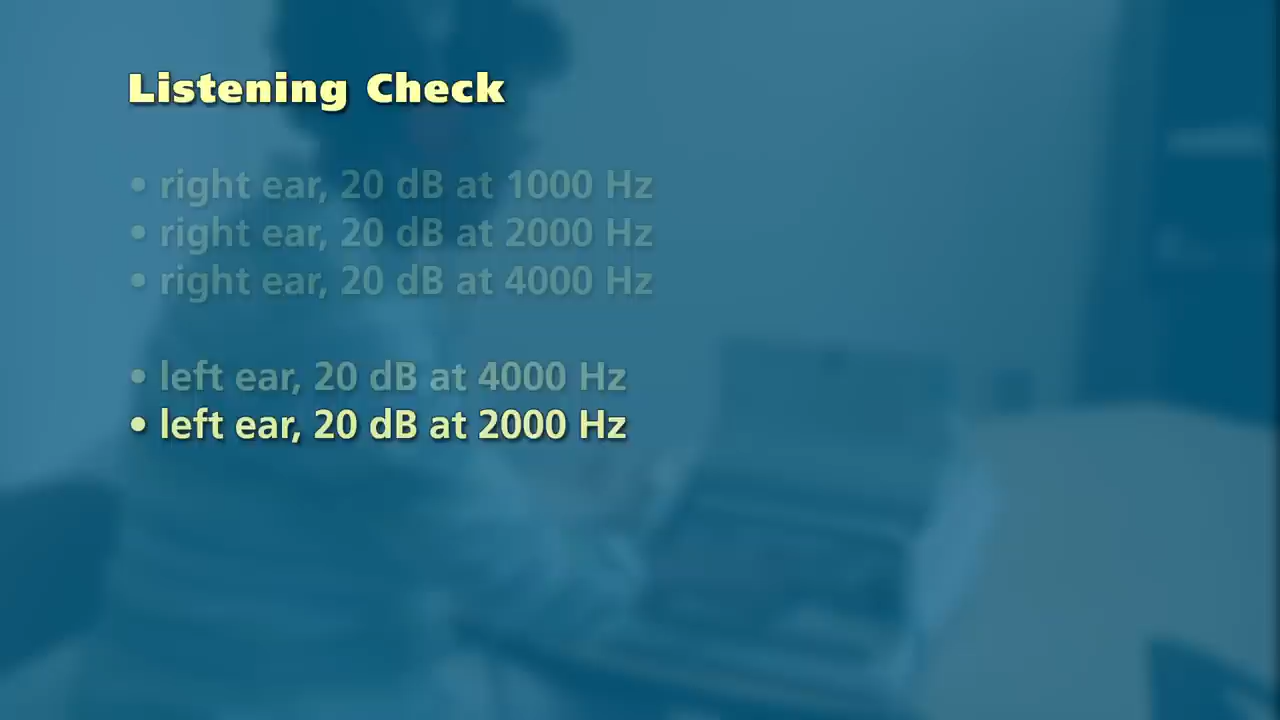 Listening Check
• right ear, 20 dB at 1000 Hz
• right ear, 20 dB at 2000 Hz
• right ear, 20 dB at 4000 Hz
• left ear, 20 dB at 4000 Hz
• left ear, 20 dB at 2000 Hz